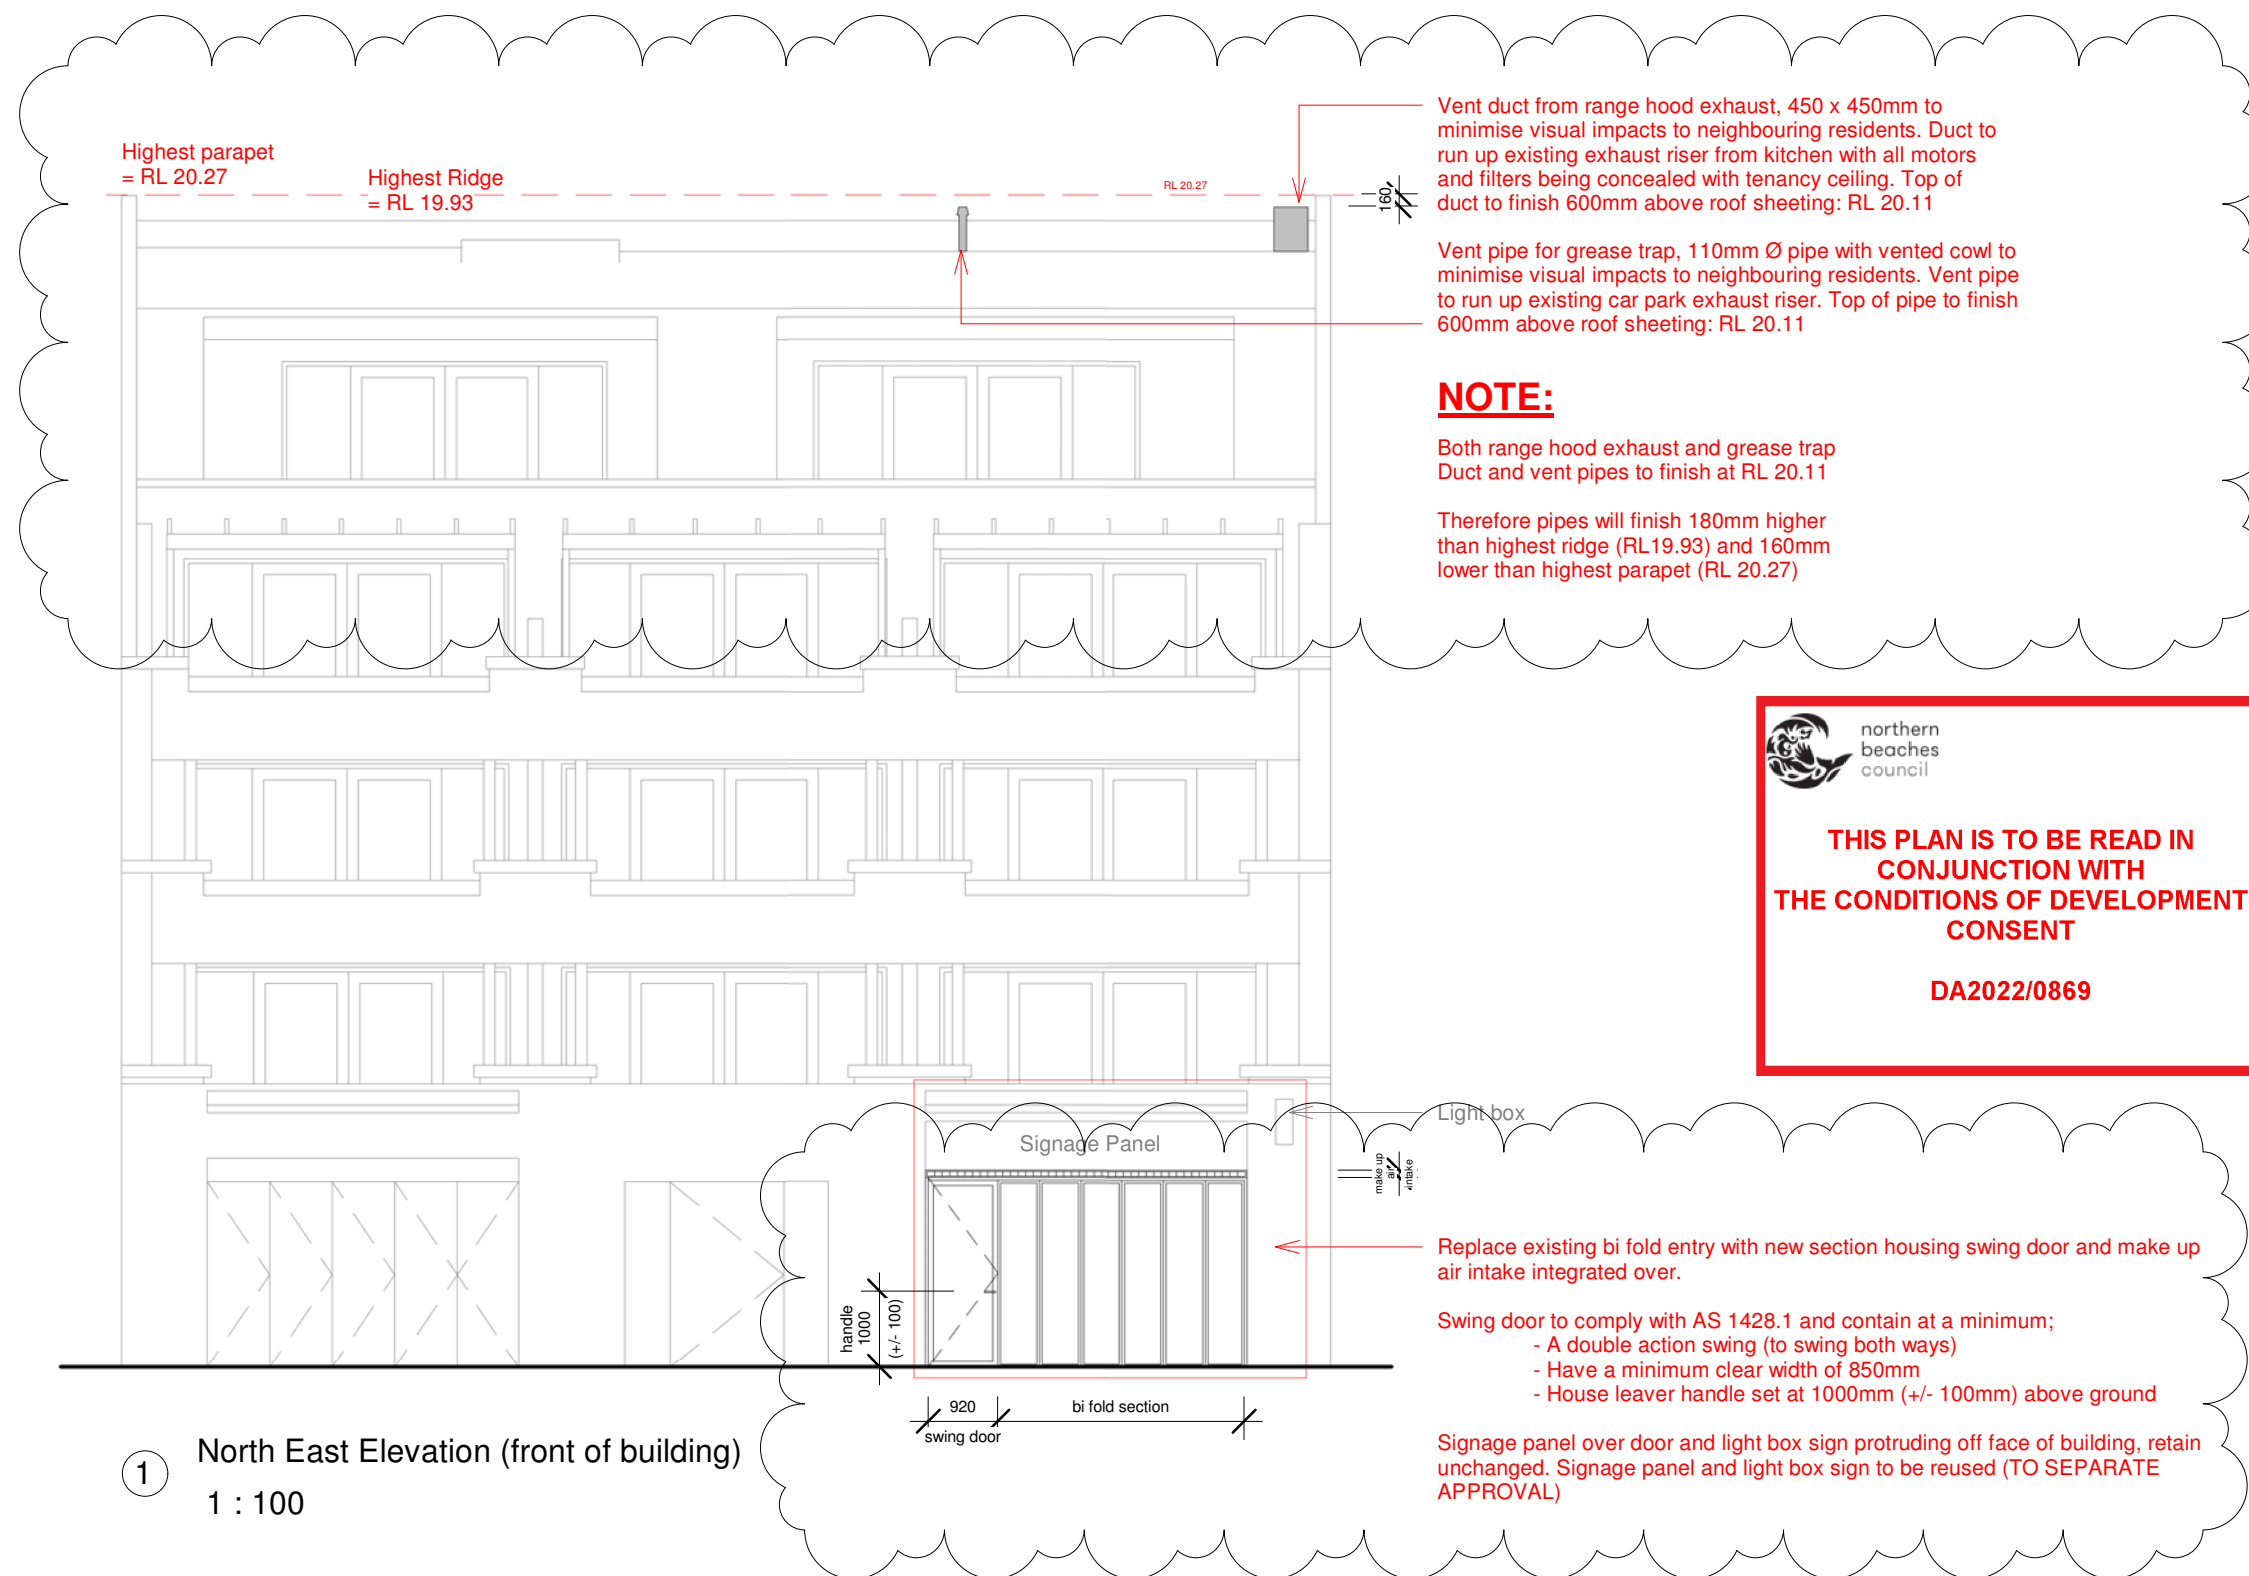 Highest parapet
= RL 20.27
Highest Ridge
= RL 19.93
RL 20.27
160
Vent duct from range hood exhaust, 450 x 450mm to
minimise visual impacts to neighbouring residents. Duct to
run up existing exhaust riser from kitchen with all motors
and filters being concealed with tenancy ceiling. Top of
duct to finish 600mm above roof sheeting: RL 20.11
Vent pipe for grease trap, 110mm Ø pipe with vented cowl to
minimise visual impacts to neighbouring residents. Vent pipe
to run up existing car park exhaust riser. Top of pipe to finish
600mm above roof sheeting: RL 20.11
NOTE:
Both range hood exhaust and grease trap
Duct and vent pipes to finish at RL 20.11
Therefore pipes will finish 180mm higher
than highest ridge (RL19.93) and 160mm
lower than highest parapet (RL 20.27)
northern
beaches
council
THIS PLAN IS TO BE READ IN
CONJUNCTION WITH
THE CONDITIONS OF DEVELOPMENT
CONSENT
DA2022/0869
Light box
Signage Panel
make up
air
intake
Replace existing bi fold entry with new section housing swing door and make up
air intake integrated over.
Swing door to comply with AS 1428.1 and contain at a minimum;
- A double action swing (to swing both ways)
- Have a minimum clear width of 850mm
- House leaver handle set at 1000mm (+/- 100mm) above ground
Signage panel over door and light box sign protruding off face of building, retain
unchanged. Signage panel and light box sign to be reused (TO SEPARATE
APPROVAL)
handle
1000
(+/- 100)
920
bi fold section
swing door
1
North East Elevation (front of building)
1 : 100